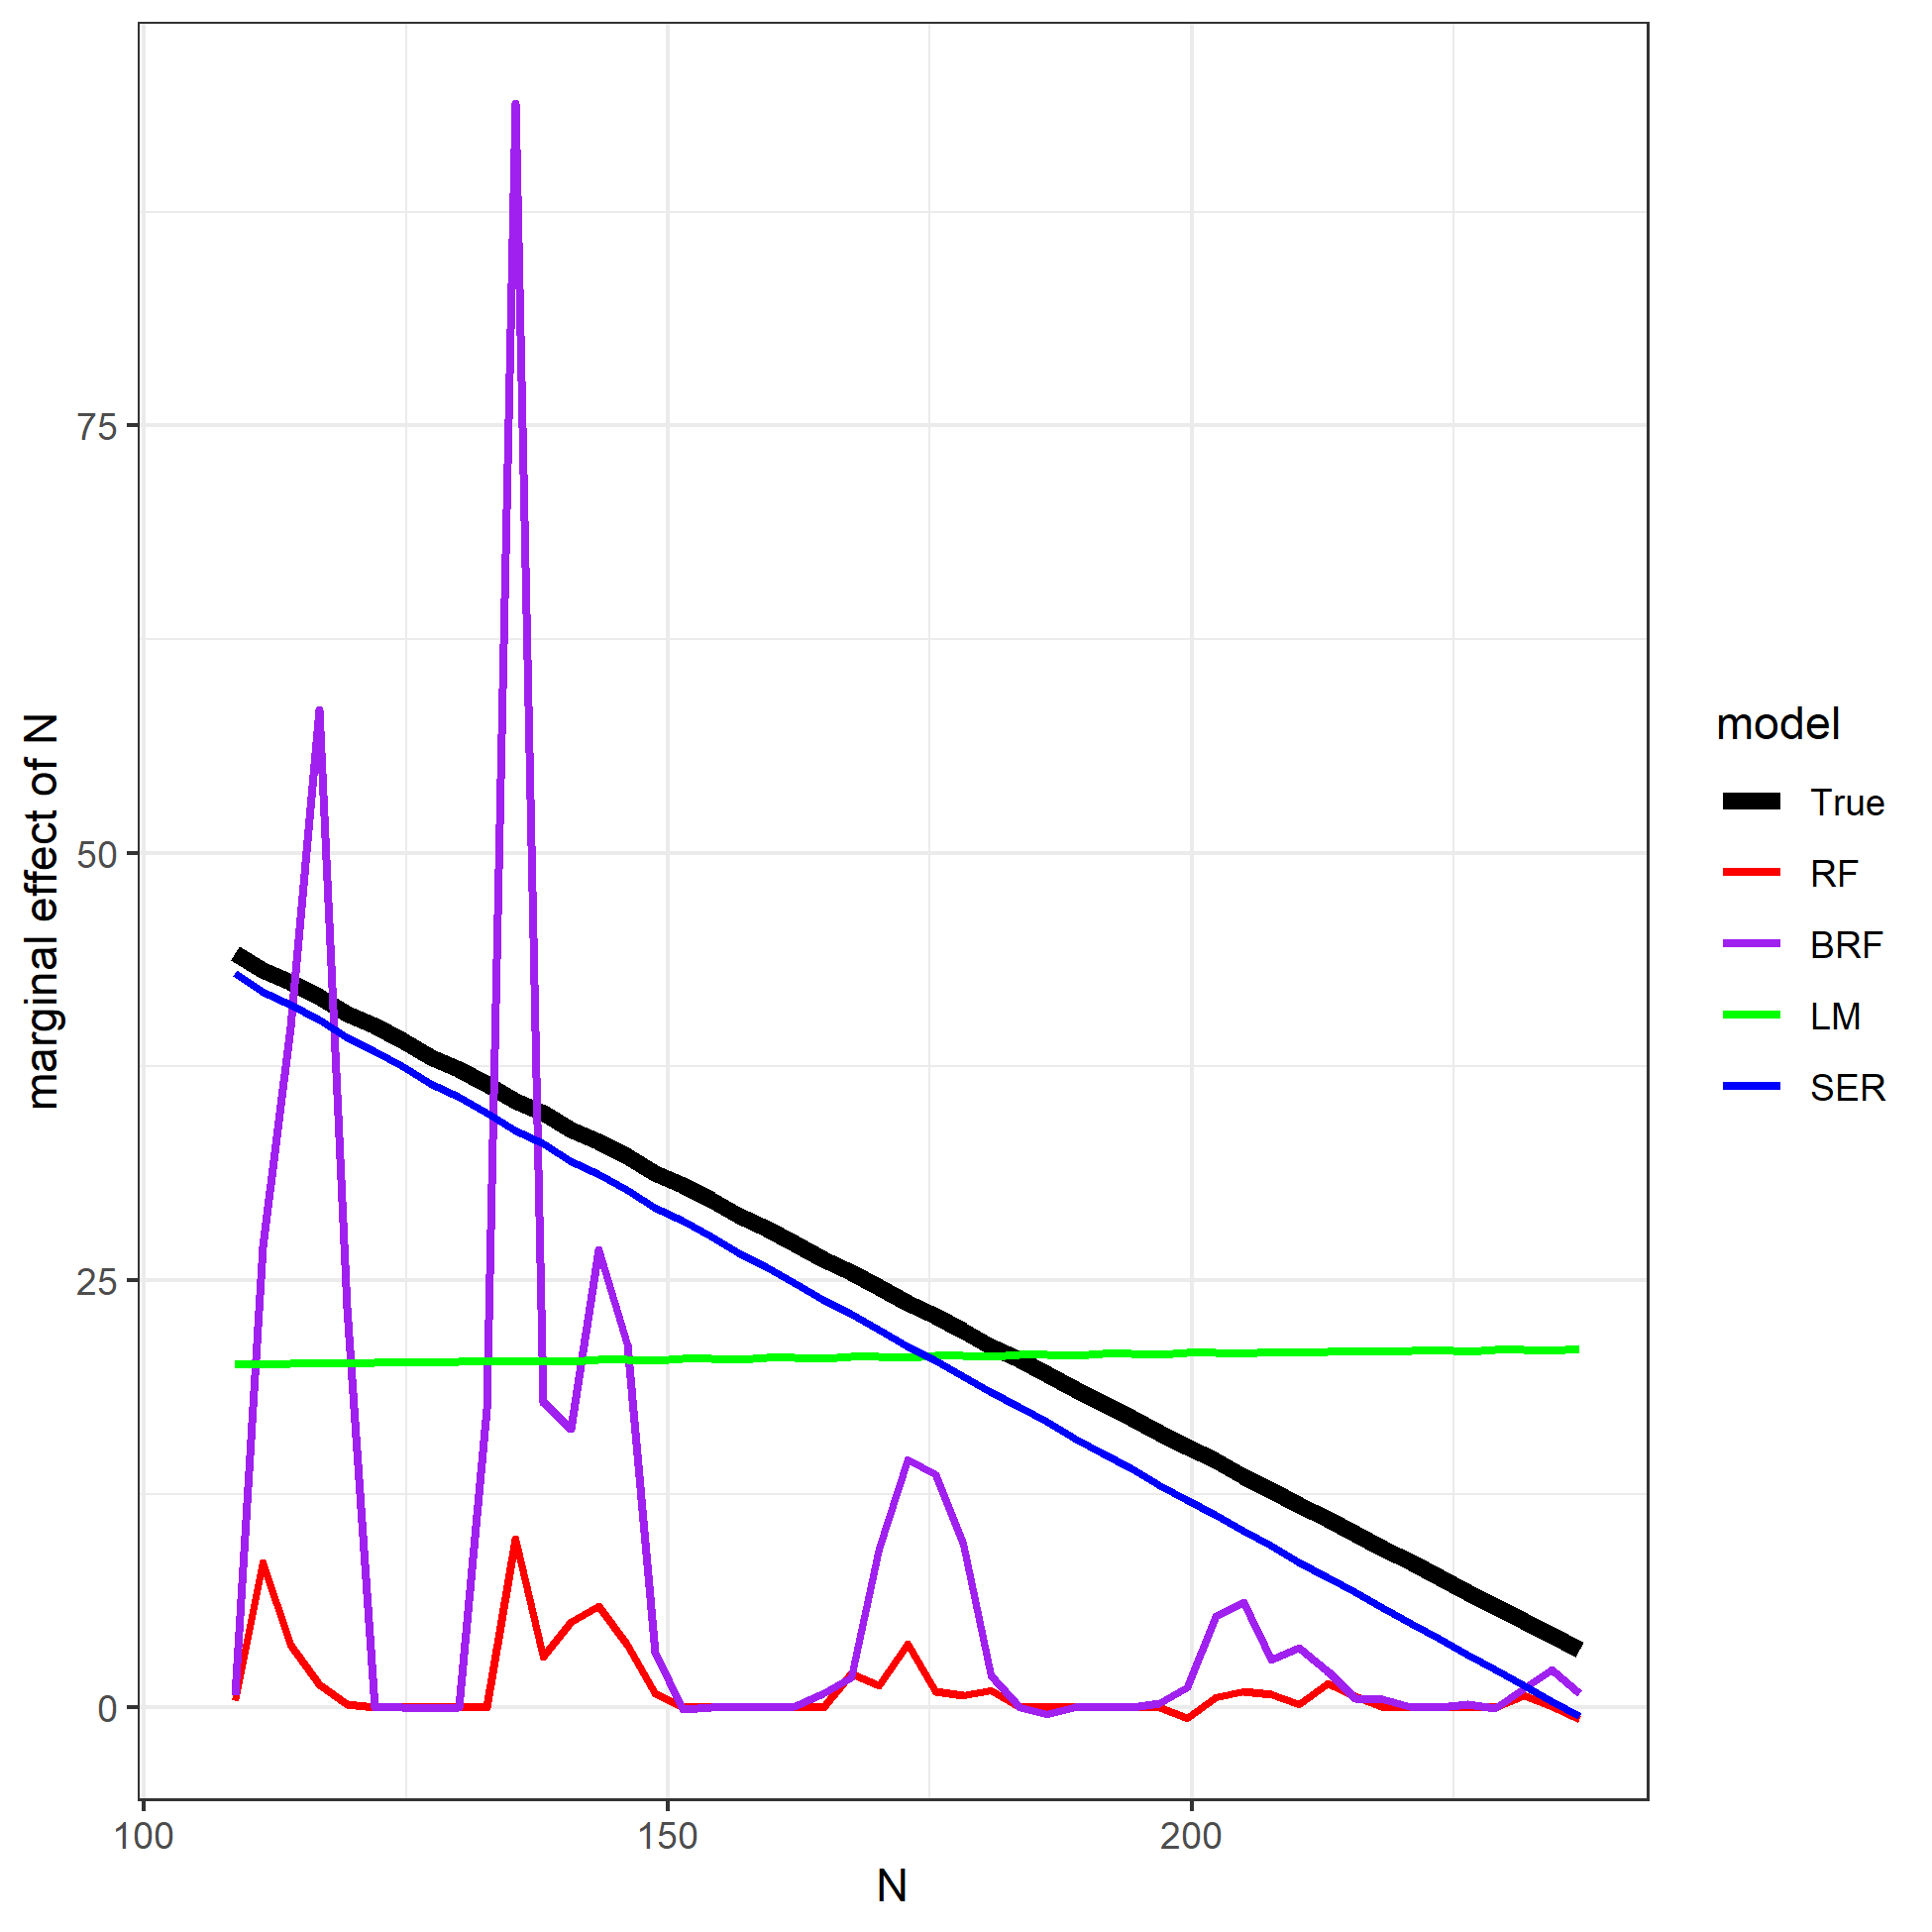 marginal effect of N
75
50
25
0
100
150
200
N
model
True
RF
BRF
LM
SER